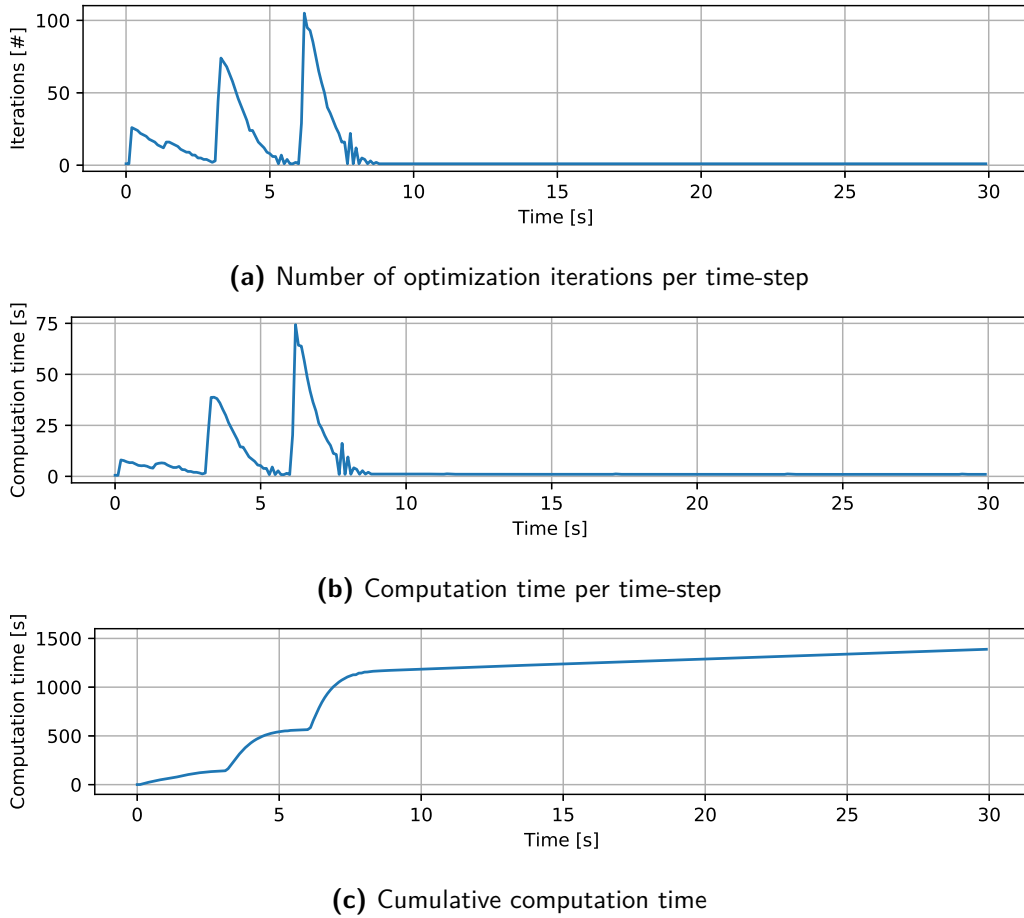 Iterations [#]
100
50
0
0 5 10 15 20 25 30
Time [s]
(a) Number of optimization iterations per time-step
Computation time [s]
75
50
25
0
0 5 10 15 20 25 30
Time [s]
(b) Computation time per time-step
Computation time [s]
1500
1000
500
0
0 5 10 15 20 25 30
Time [s]
(c) Cumulative computation time